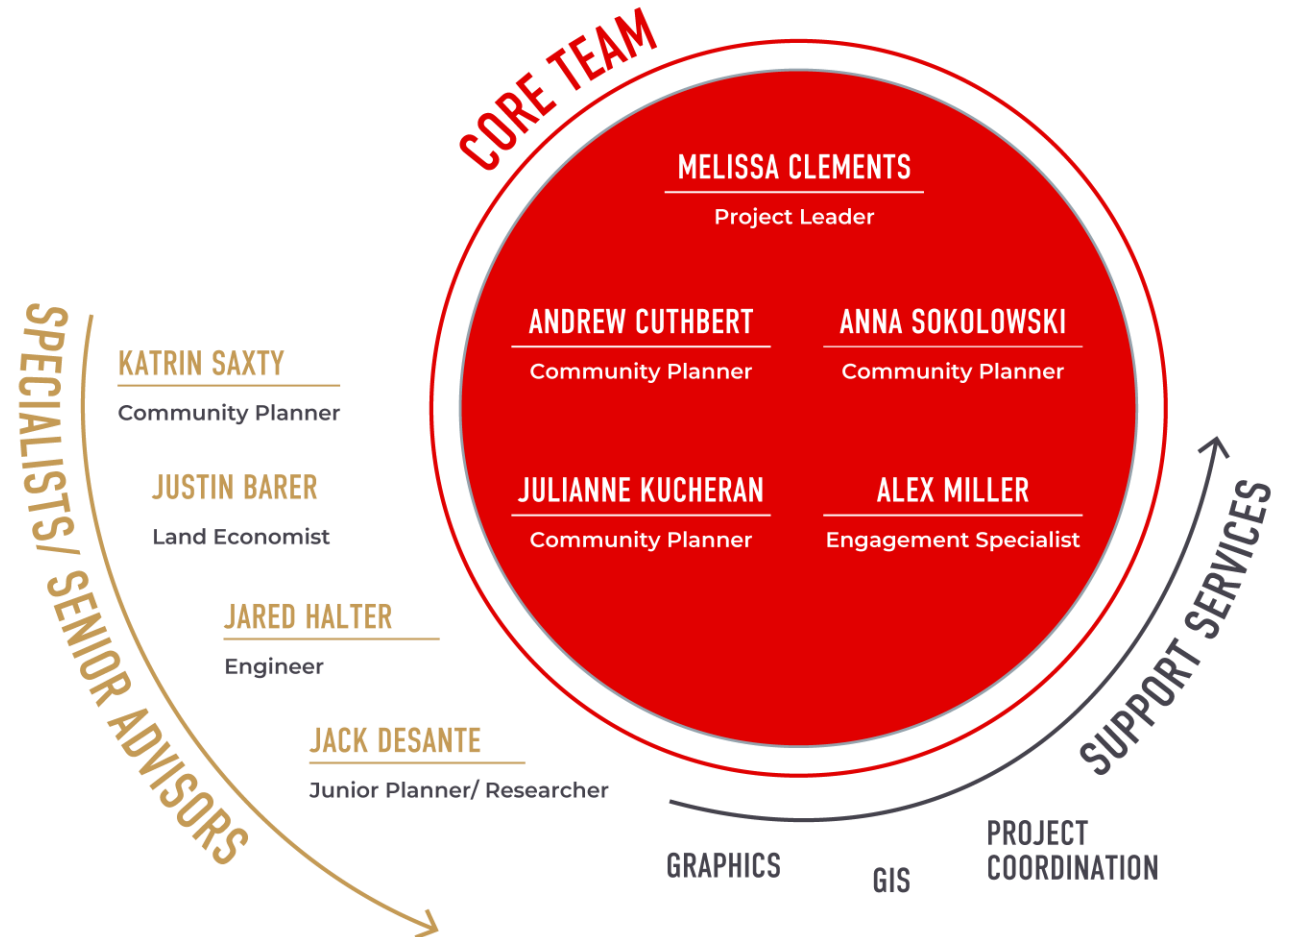 CORE TEAM
MELISSA CLEMENTS
Project Leader
ANDREW CUTHBERT
Community Planner
ANNA SOKOLOWSKI
Community Planner
JULIANNE KUCHERAN
Community Planner
ALEX MILLER
Engagement Specialist
SPECIALISTS/ SENIOR ADVISORS
KATRIN SAXTY
Community Planner
JUSTIN BARER
Land Economist
JARED HALTER
Engineer
JACK DESANTE
Junior Planner/ Researcher
SUPPORT SERVICES
GRAPHICS
GIS
PROJECT
COORDINATION